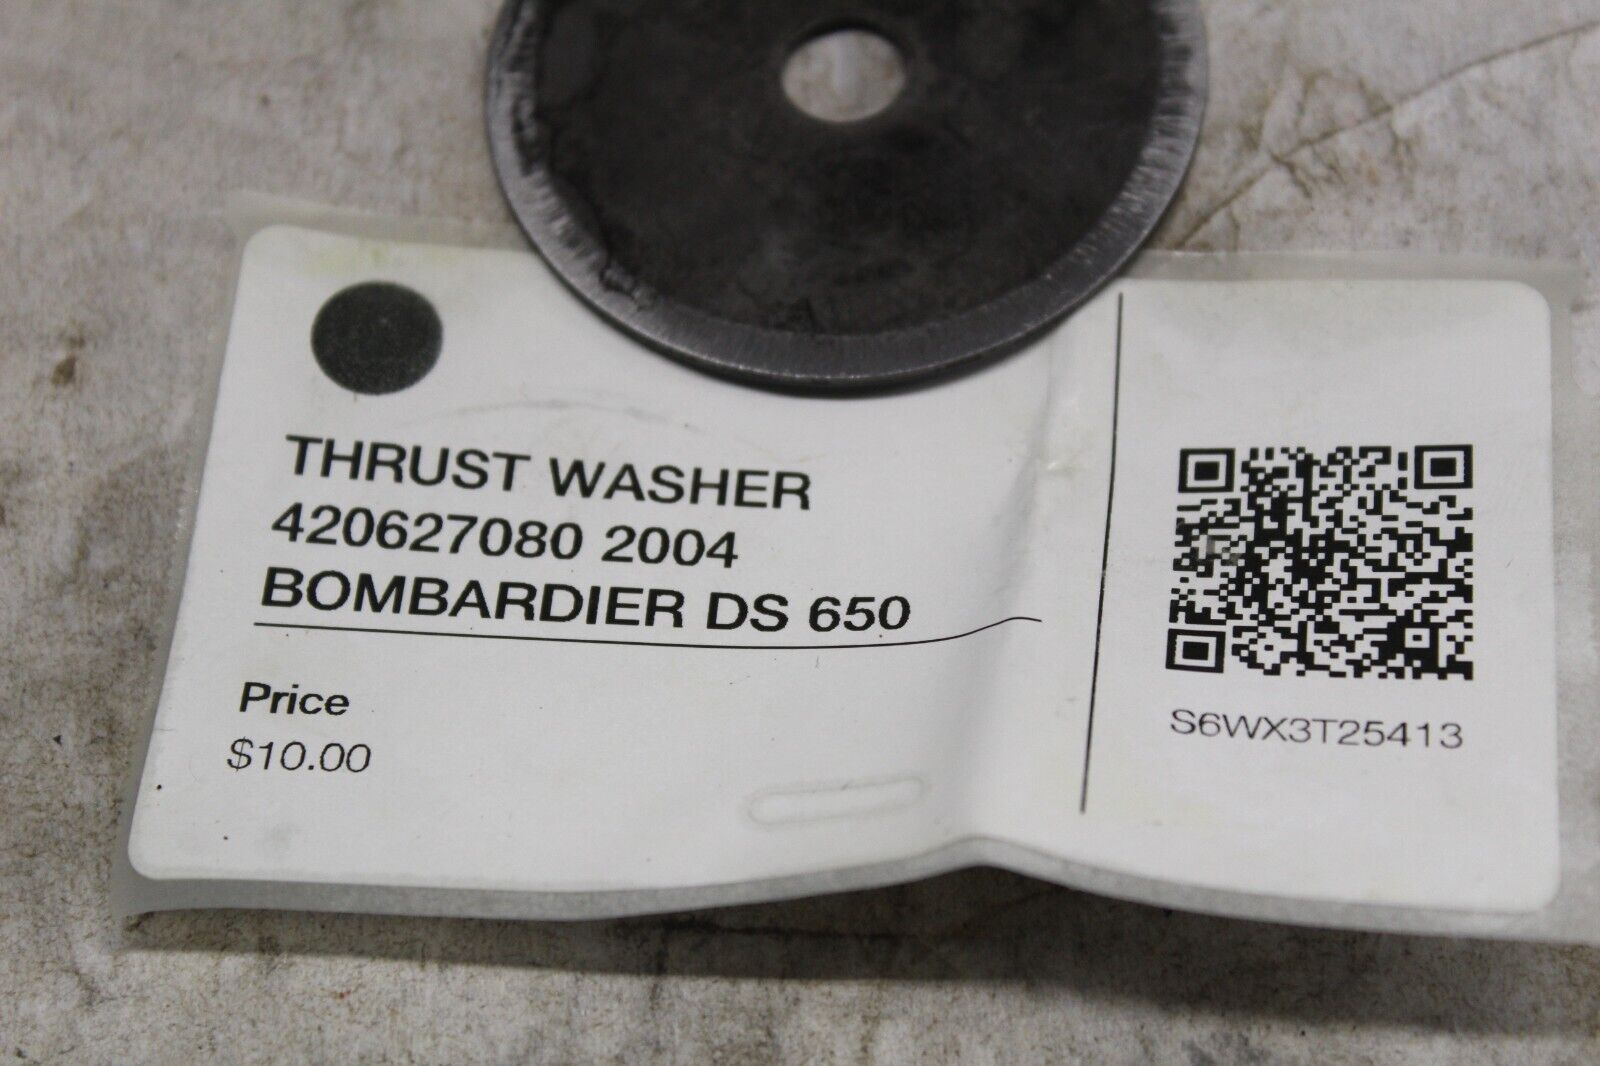 THRUST WASHER
420627080 2004
BOMBARDIER DS 650
Price
$10.00
S6WX3T25413